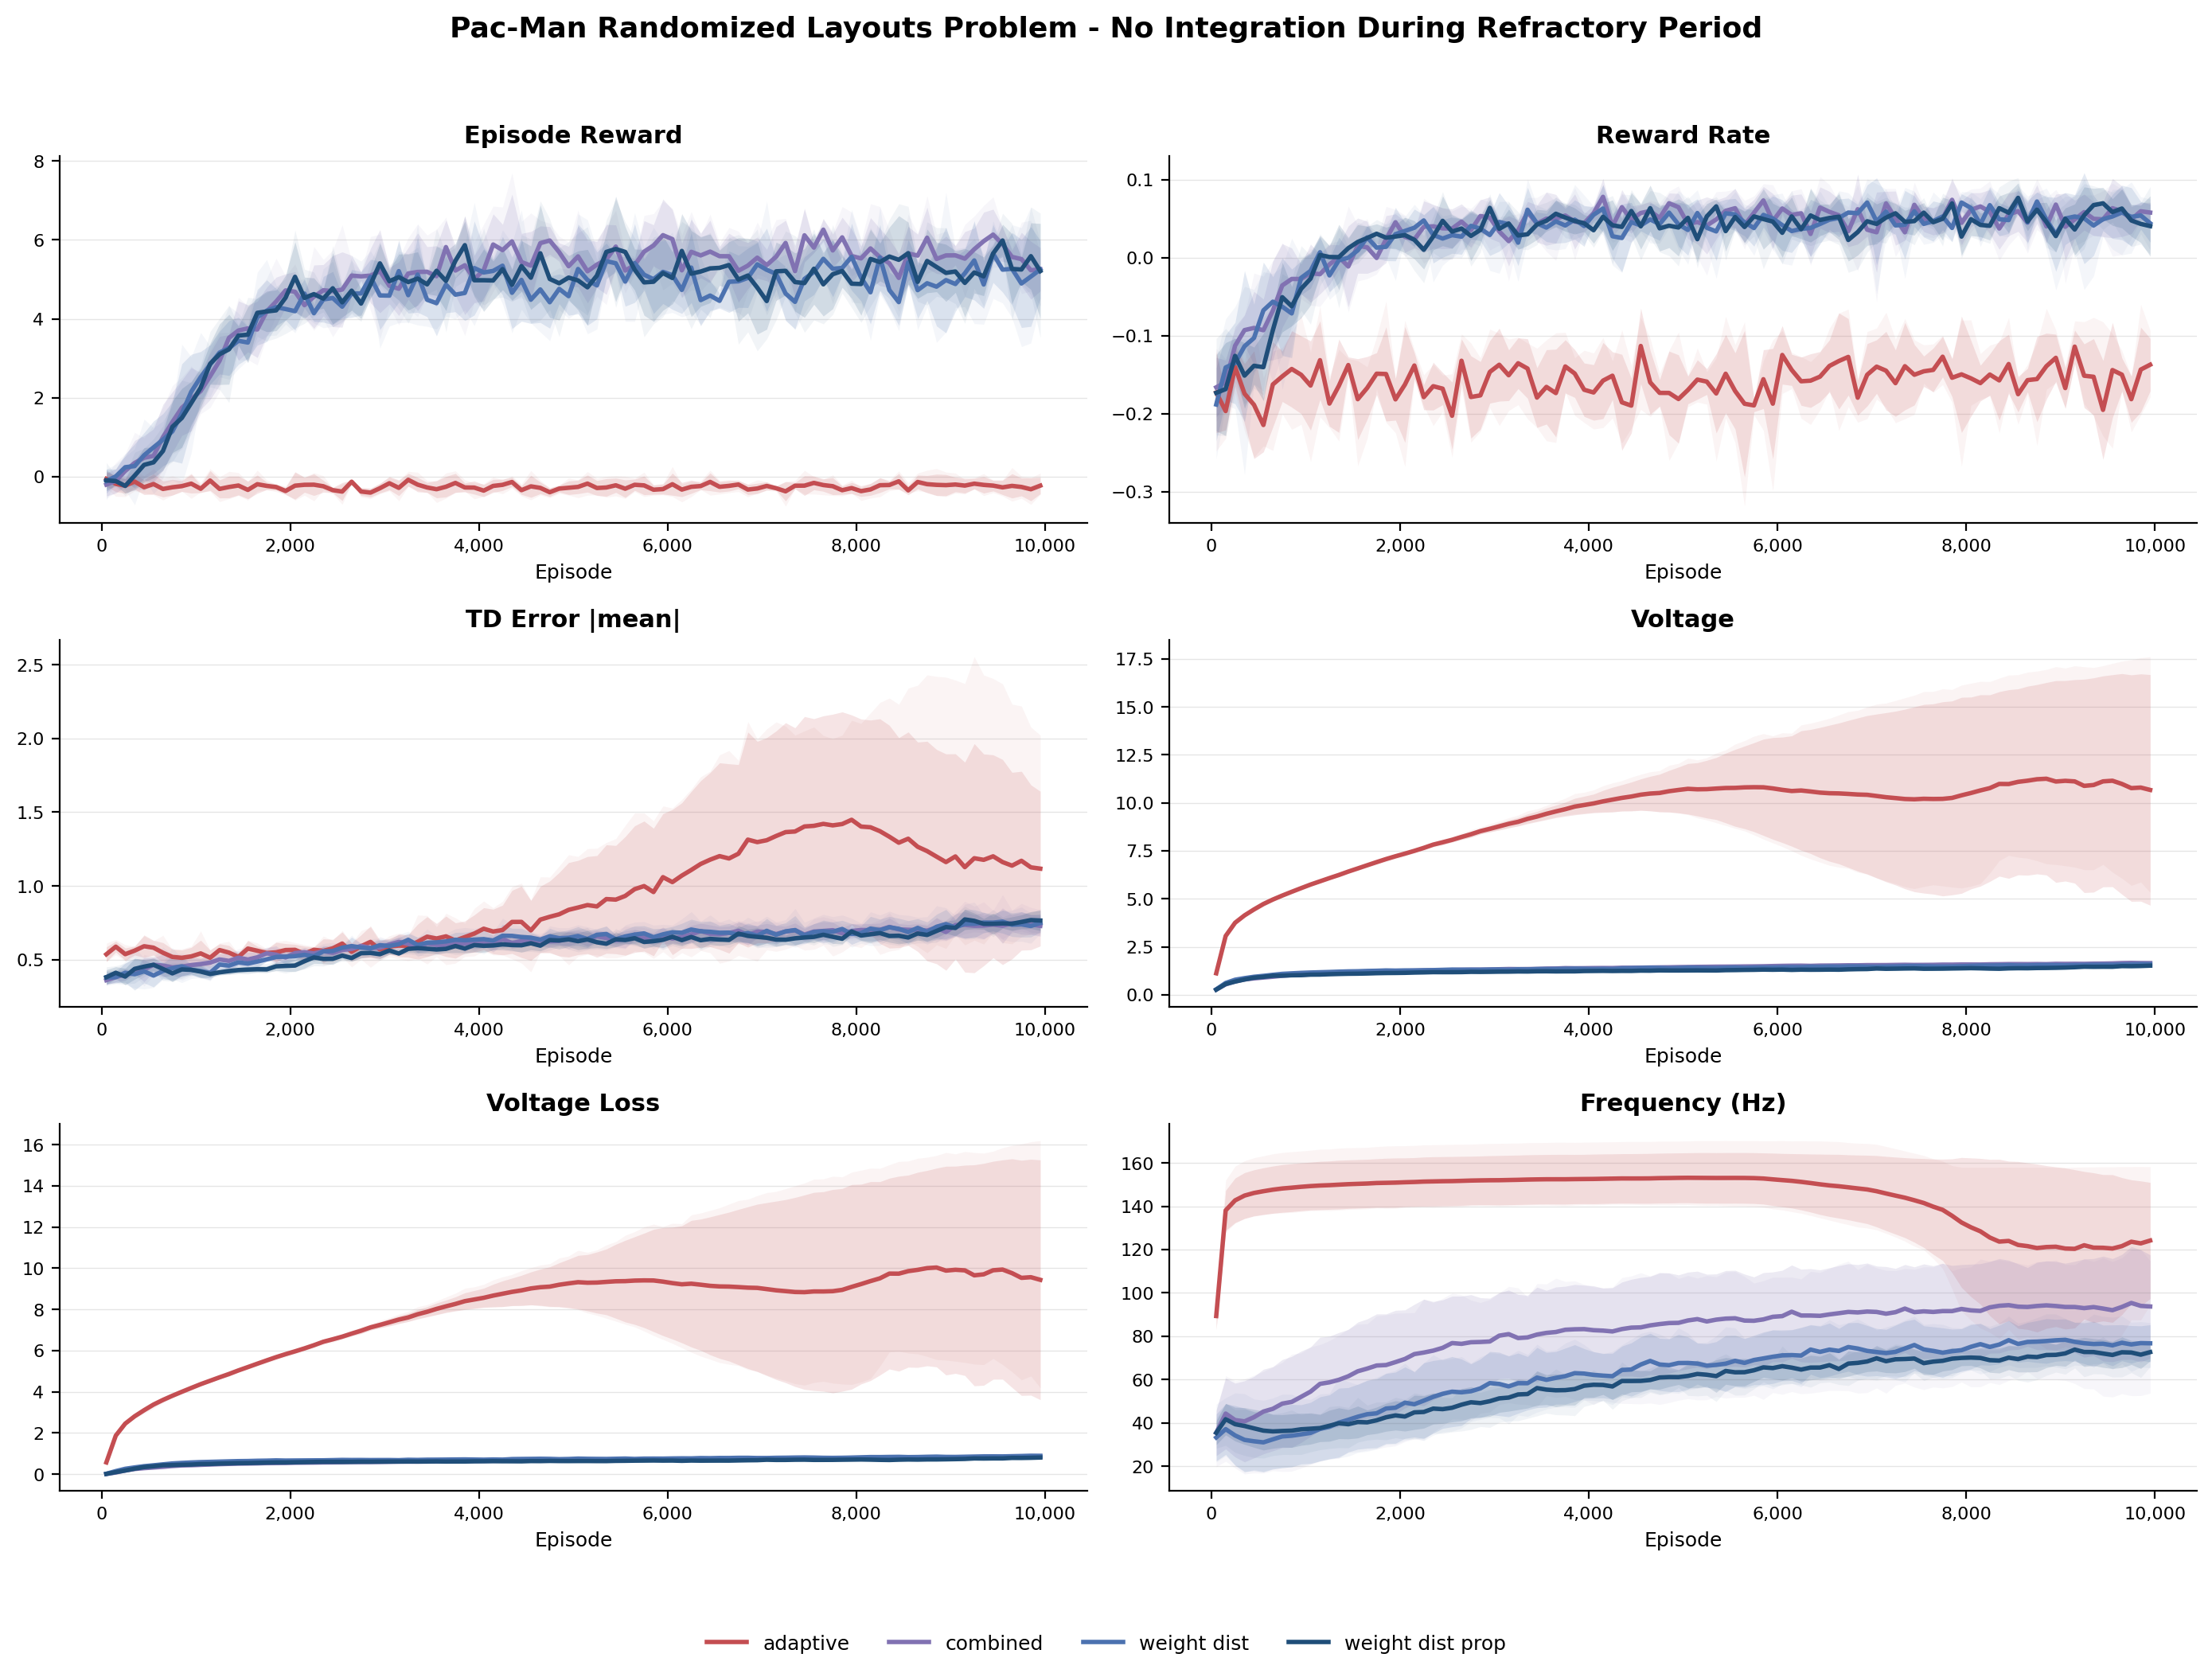 Pac-Man Randomized Layouts Problem - No Integration During Refractory Period
Episode Reward
8
6
4
2
0
0 2,000 4,000 6,000 8,000 10,000
Episode
Reward Rate
0.1
0.0
−0.1
−0.2
−0.3
0 2,000 4,000 6,000 8,000 10,000
Episode
TD Error |mean|
2.5
2.0
1.5
1.0
0.5
0 2,000 4,000 6,000 8,000 10,000
Episode
Voltage
17.5
15.0
12.5
10.0
7.5
5.0
2.5
0.0
0 2,000 4,000 6,000 8,000 10,000
Episode
Voltage Loss
16
14
12
10
8
6
4
2
0
0 2,000 4,000 6,000 8,000 10,000
Episode
Frequency (Hz)
160
140
120
100
80
60
40
20
0 2,000 4,000 6,000 8,000 10,000
Episode
adaptive combined weight dist weight dist prop